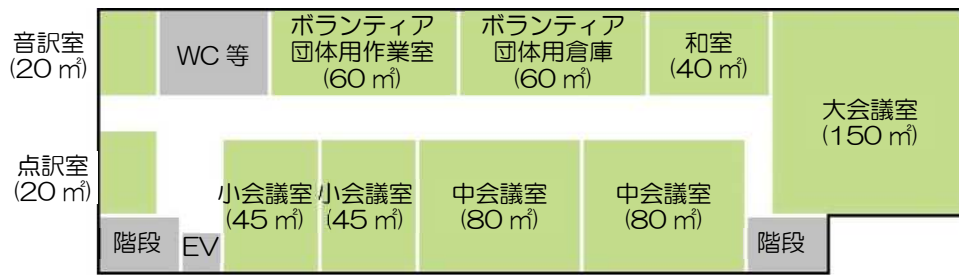 音訳室
(20 ㎡)
WC 等
ボランティア
団体用作業室
(60 ㎡)
ボランティア
団体用倉庫
(60 ㎡)
和室
(40 ㎡)
大会議室
(150 ㎡)
点訳室
(20 ㎡)
小会議室
(45 ㎡)
小会議室
(45 ㎡)
中会議室
(80 ㎡)
中会議室
(80 ㎡)
階段
EV
階段